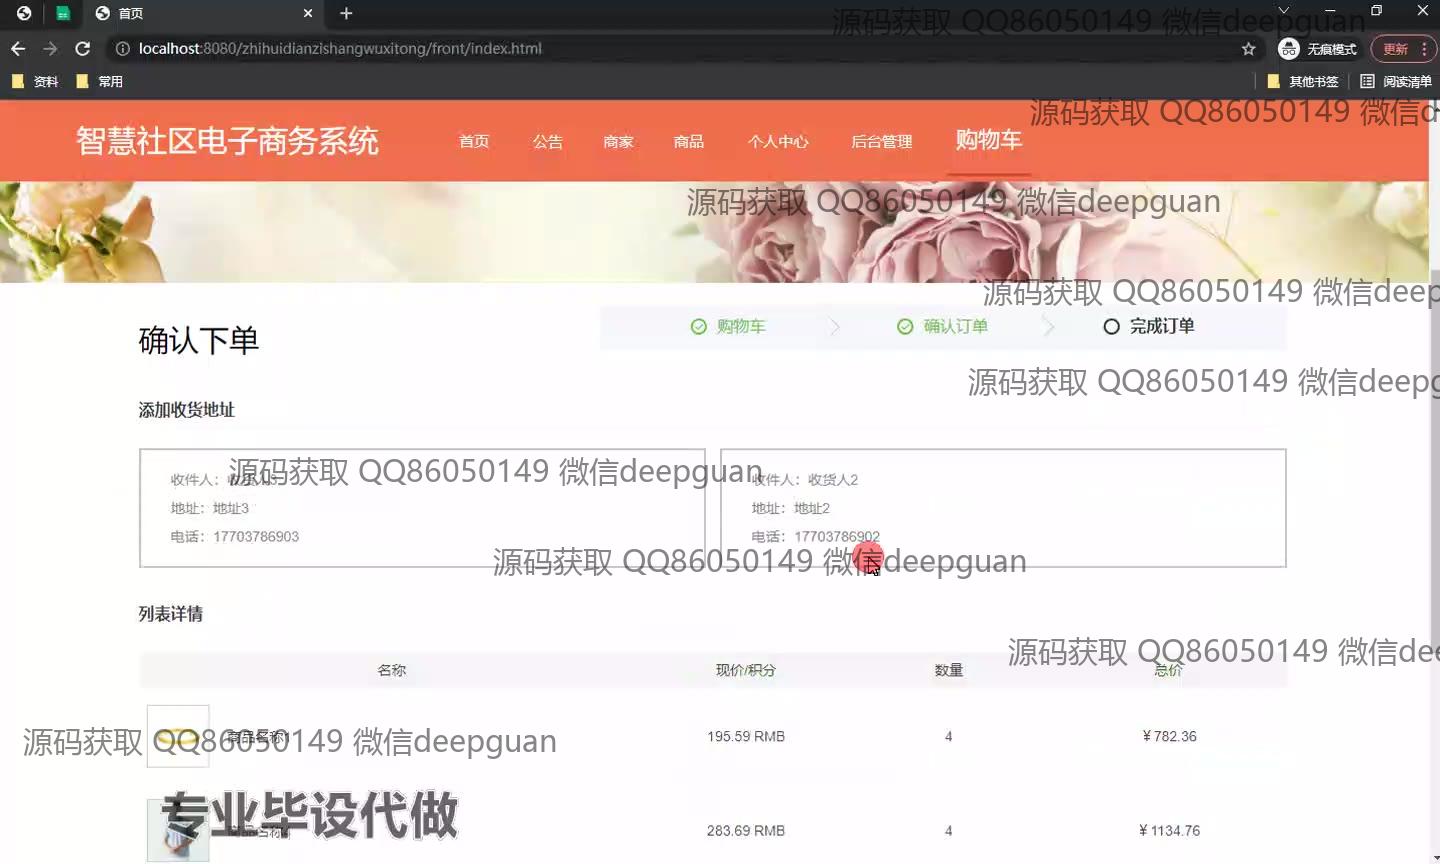 首页
源码获取 QQ86050149 微信deepguan
localhost:8080/zhihuidianzishangwuxitong/front/index.html
无痕模式
更新
资料
常用
其他书签
阅读清单
智慧社区电子商务系统
首页
公告
商家
商品
个人中心
后台管理
购物车
源码获取 QQ86050149 微信d
源码获取 QQ86050149 微信deepguan
源码获取 QQ86050149 微信deep
确认下单
购物车
确认订单
完成订单
源码获取 QQ86050149 微信deepg
添加收货地址
源码获取 QQ86050149 微信deepguan
收件人：收货人3
地址：地址3
电话：17703786903
收件人：收货人2
地址：地址2
电话：17703786902
源码获取 QQ86050149 微信deepguan
列表详情
源码获取 QQ86050149 微信dee
名称
现价/积分
数量
总价
源码获取 QQ86050149 微信deepguan
商品名称1
195.59 RMB
4
¥ 782.36
专业毕设代做
283.69 RMB
4
¥ 1134.76